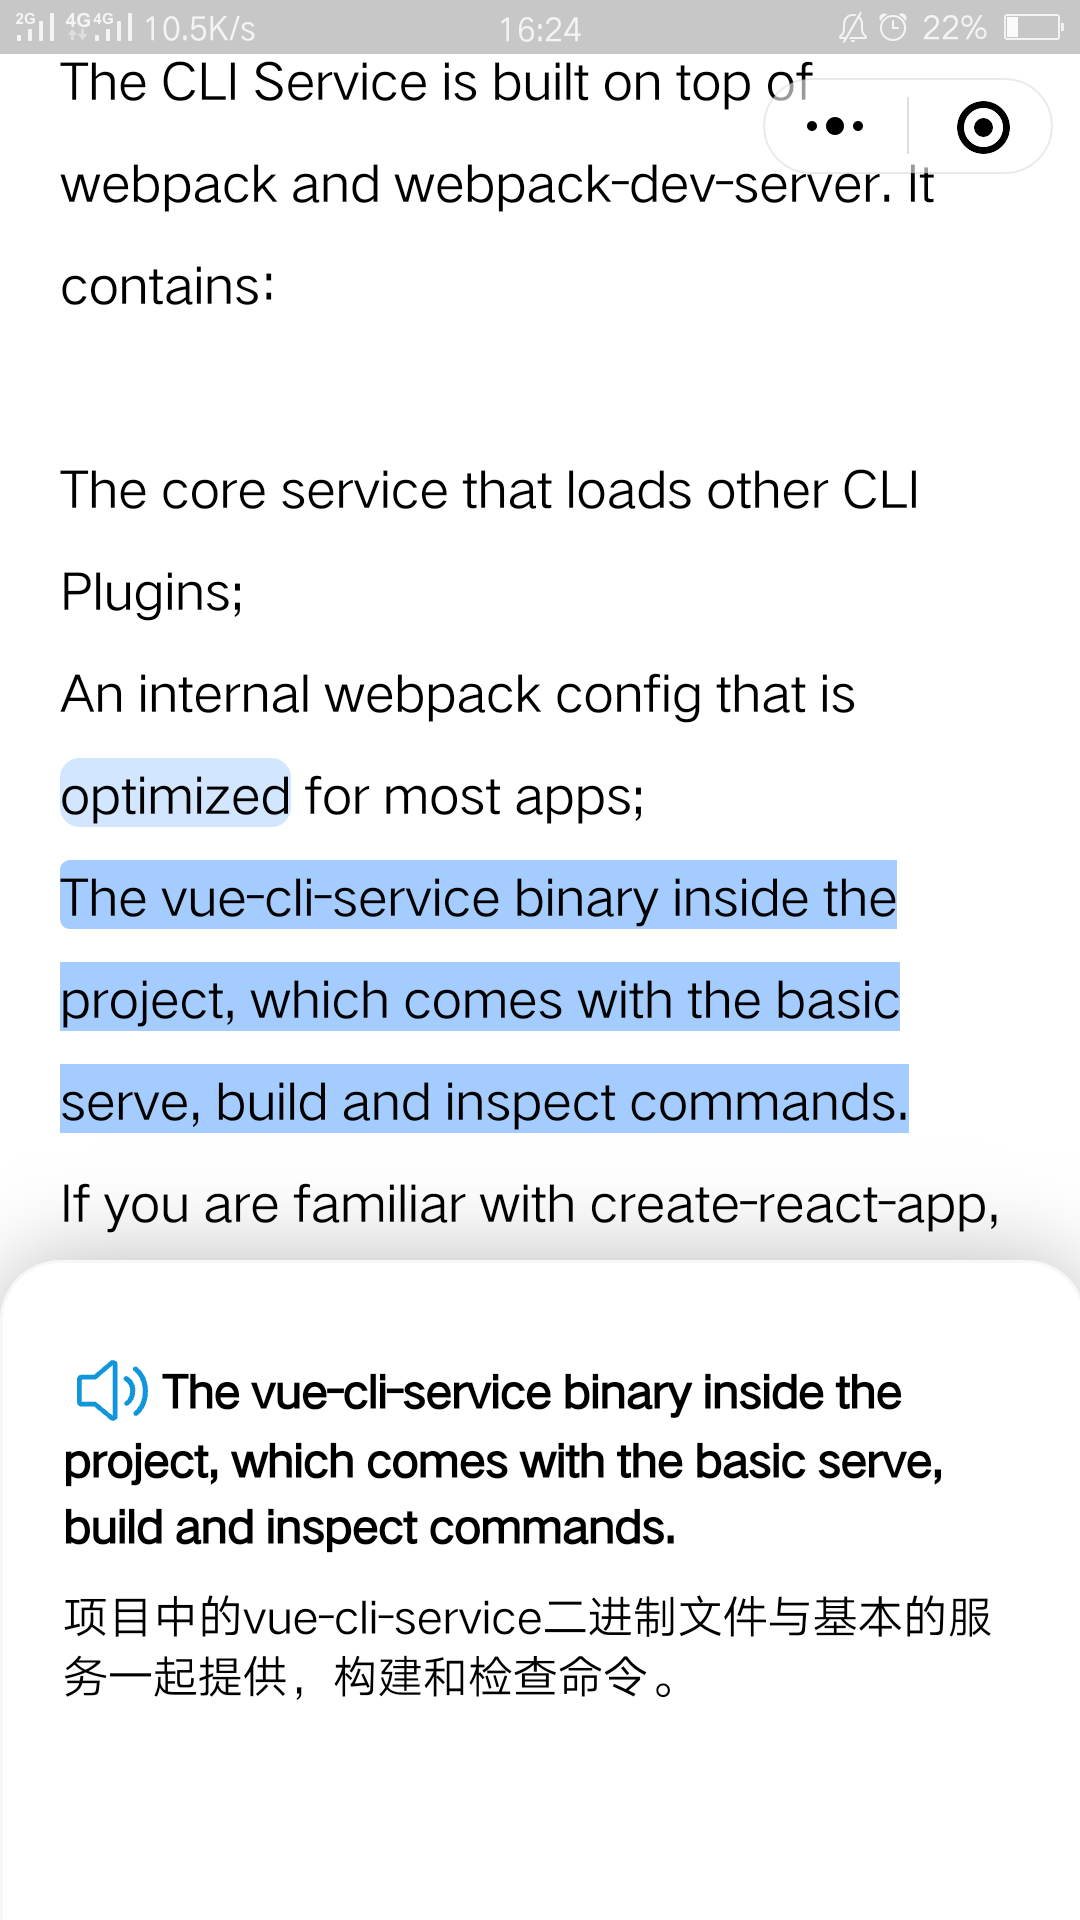 2G 4G 4G 10.5K/s 16:24 22%
The CLI Service is built on top of
webpack and webpack-dev-server. It
contains:
The core service that loads other CLI
Plugins;
An internal webpack config that is
optimized for most apps;
The vue-cli-service binary inside the
project, which comes with the basic
serve, build and inspect commands.
If you are familiar with create-react-app,
The vue-cli-service binary inside the
project, which comes with the basic serve,
build and inspect commands.
项目中的vue-cli-service二进制文件与基本的服
务一起提供，构建和检查命令。